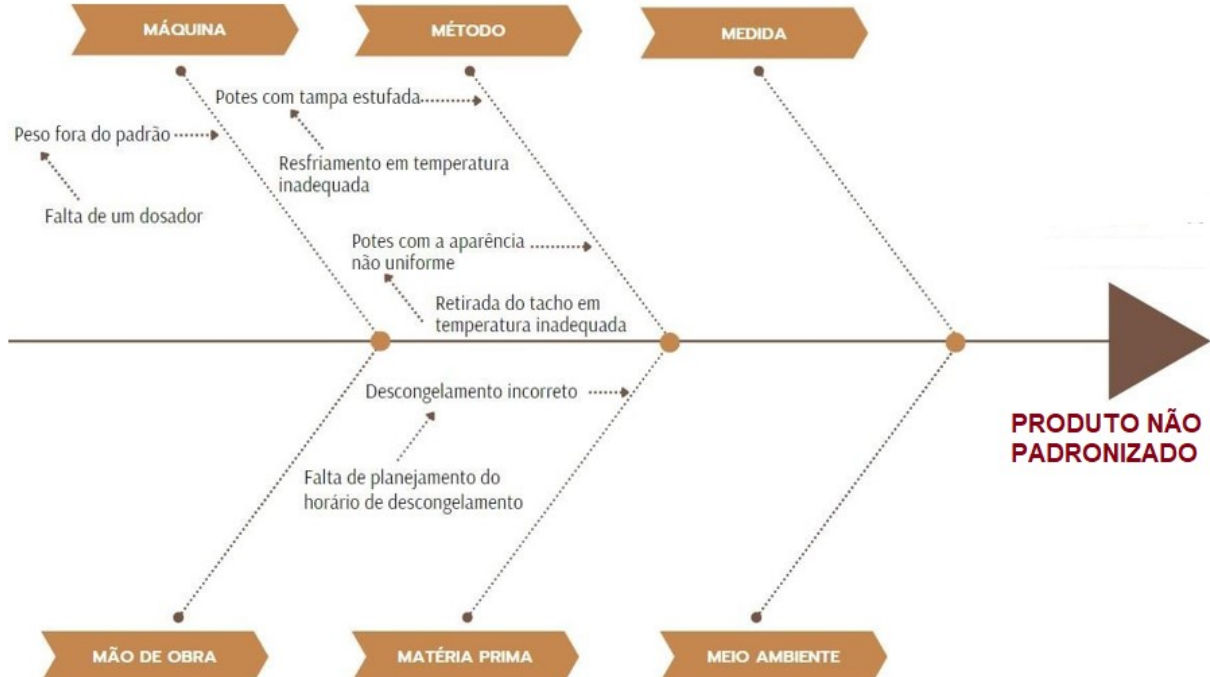 MÁQUINA
MÉTODO
MEDIDA
Potes com tampa estufada
Peso fora do padrão
Resfriamento em temperatura
inadequada
Falta de um dosador
Potes com a aparência
não uniforme
Retirada do tacho em
temperatura inadequada
Descongelamento incorreto
PRODUTO NÃO
PADRONIZADO
Falta de planejamento do
horário de descongelamento
MÃO DE OBRA
MATÉRIA PRIMA
MEIO AMBIENTE